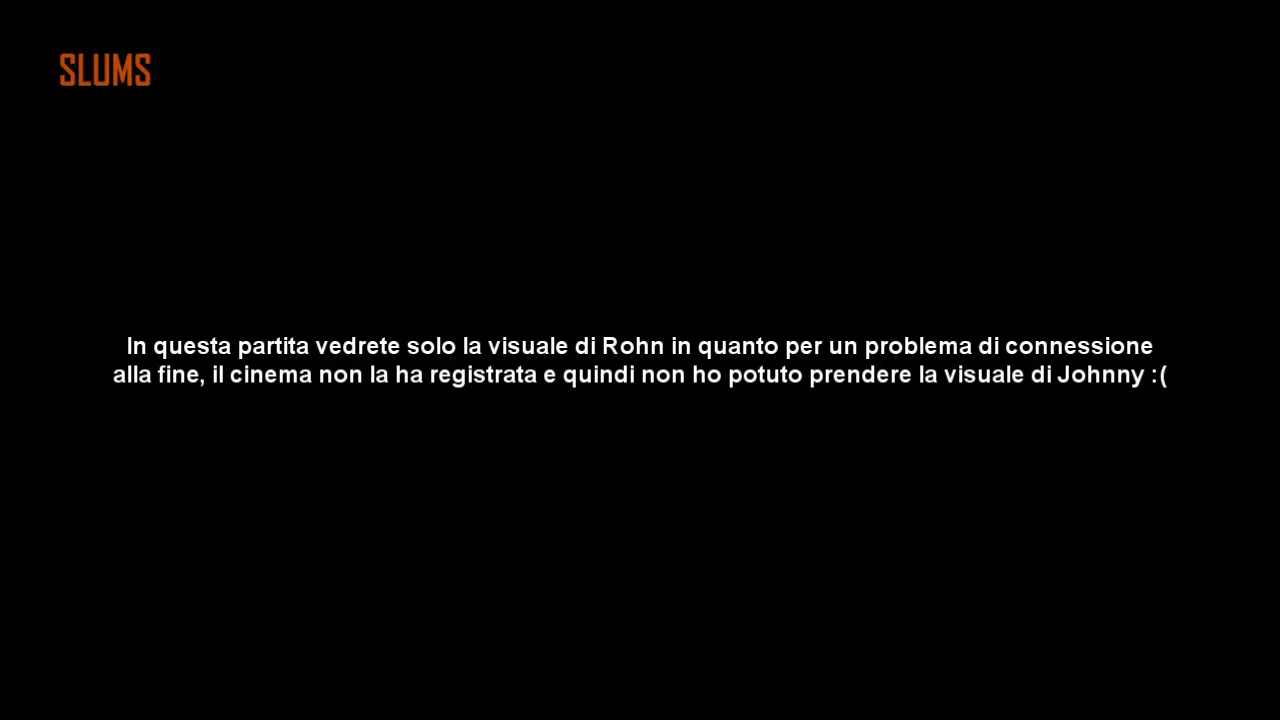 SLUMS
In questa partita vedrete solo la visuale di Rohn in quanto per un problema di connessione
alla fine, il cinema non la ha registrata e quindi non ho potuto prendere la visuale di Johnny :(